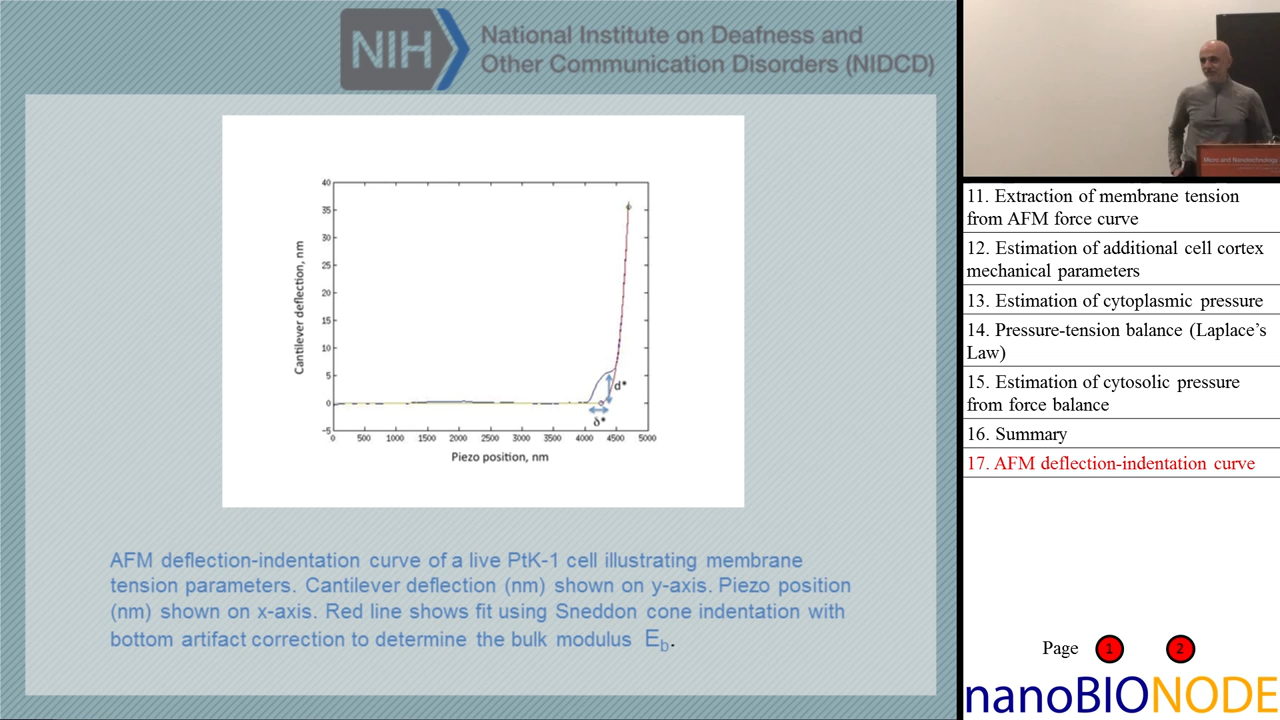 NIH
National Institute on Deafness and
Other Communication Disorders (NIDCD)
Cantilever deflection, nm
40
35
30
25
20
15
10
5
0
-5
d*
δ*
0 500 1000 1500 2000 2500 3000 3500 4000 4500 5000
Piezo position, nm
AFM deflection-indentation curve of a live PtK-1 cell illustrating membrane
tension parameters. Cantilever deflection (nm) shown on y-axis. Piezo position
(nm) shown on x-axis. Red line shows fit using Sneddon cone indentation with
bottom artifact correction to determine the bulk modulus Eb.
Micro and Nanotechnology
11. Extraction of membrane tension
from AFM force curve
12. Estimation of additional cell cortex
mechanical parameters
13. Estimation of cytoplasmic pressure
14. Pressure-tension balance (Laplace's
Law)
15. Estimation of cytosolic pressure
from force balance
16. Summary
17. AFM deflection-indentation curve
Page 1 2
nanoBIONODE